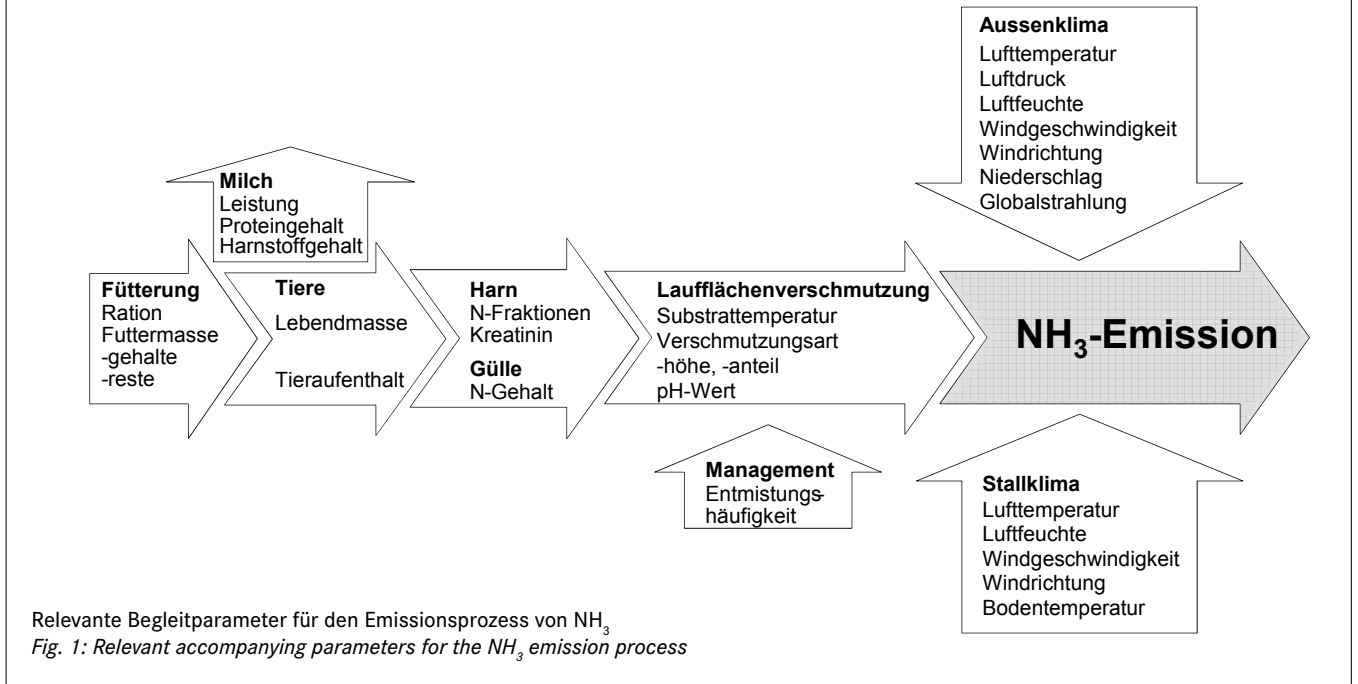 Aussenklima
Lufttemperatur
Luftdruck
Luftfeuchte
Windgeschwindigkeit
Windrichtung
Niederschlag
Globalstrahlung
Milch
Leistung
Proteingehalt
Harnstoffgehalt
Fütterung
Ration
Futtermasse
-gehalte
-reste
Tiere
Lebendmasse
Tieraufenthalt
Harn
N-Fraktionen
Kreatinin
Gülle
N-Gehalt
Laufflächenverschmutzung
Substrattemperatur
Verschmutzungsart
-höhe, -anteil
pH-Wert
NH₃-Emission
Management
Entmistungs-
häufigkeit
Stallklima
Lufttemperatur
Luftfeuchte
Windgeschwindigkeit
Windrichtung
Bodentemperatur
Relevante Begleitparameter für den Emissionsprozess von NH₃
Fig. 1: Relevant accompanying parameters for the NH₃ emission process